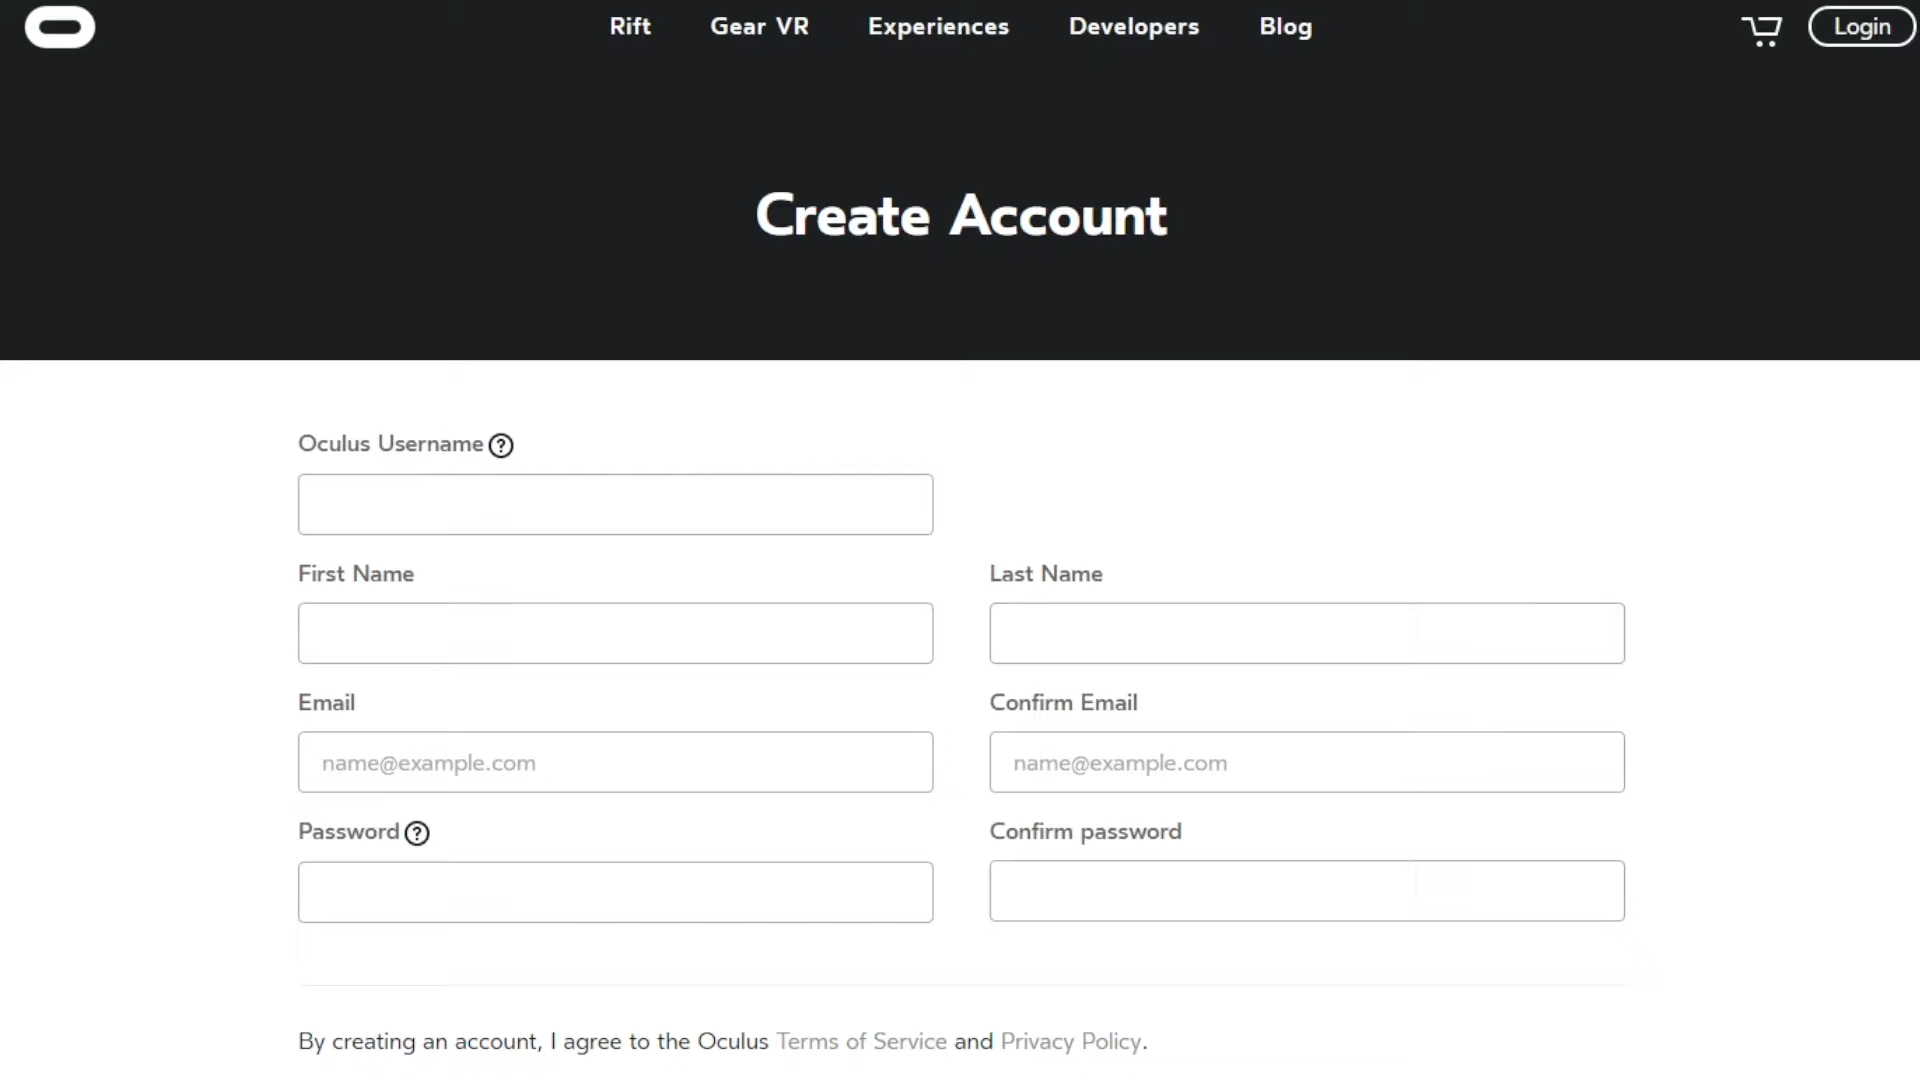 Rift Gear VR Experiences Developers Blog Login
Create Account
Oculus Username ?
First Name Last Name
Email Confirm Email
name@example.com name@example.com
Password ? Confirm password
By creating an account, I agree to the Oculus Terms of Service and Privacy Policy.